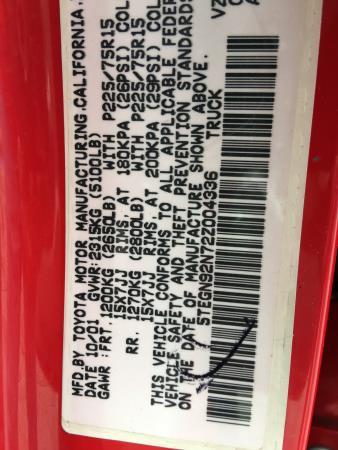 MFD.BY TOYOTA MOTOR MANUFACTURING CALIFORNIA,
DATE 10/01 GVWR:2315KG (5100LB)
GAWR : FRT. 1200KG (2650LB) WITH P225/75R15
15X7JJ RIMS, AT 180KPA (26PSI) COL
RR. 1270KG (2800LB) WITH P225/75R15
15X7JJ RIMS, AT 200KPA (29PSI) COL
THIS VEHICLE CONFORMS TO ALL APPLICABLE FEDER
VEHICLE SAFETY AND THEFT PREVENTION STANDARDS
ON THE DATE OF MANUFACTURE SHOWN ABOVE.
5TEGN92N72Z004336 TRUCK